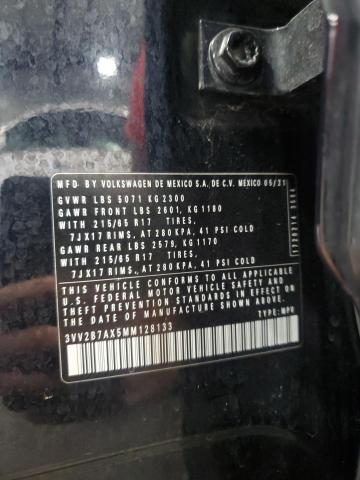 MFD BY VOLKSWAGEN DE MEXICO S.A. DE C.V. MEXICO 05/21
GVWR LBS 5071 KG 2300
GAWR FRONT LBS 2601, KG 1180
WITH 215/65 R17 TIRES,
7JX17 RIMS, AT 280 KPA, 41 PSI COLD
GAWR REAR LBS 2579, KG 1170
WITH 215/65 R17 TIRES,
7JX17 RIMS, AT 280 KPA, 41 PSI COLD
THIS VEHICLE CONFORMS TO ALL APPLICABLE
U.S. FEDERAL MOTOR VEHICLE SAFETY, BUMPER AND
THEFT PREVENTION STANDARDS IN EFFECT ON THE DATE OF
MANUFACTURE SHOWN ABOVE.
3VV2B7AX5MM128133 TYPE: MPV